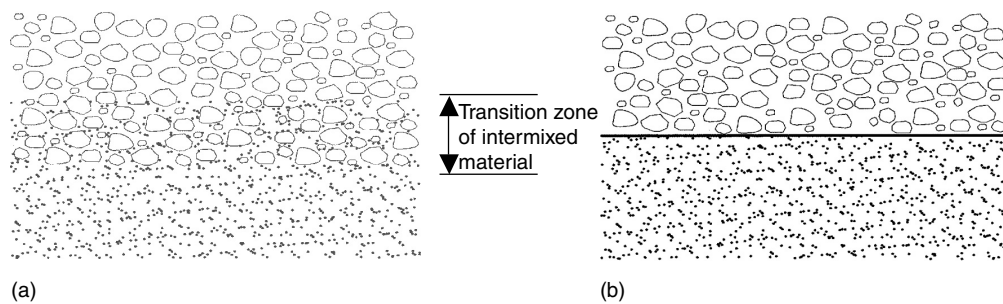 Transition zone
of intermixed
material
(a)
(b)